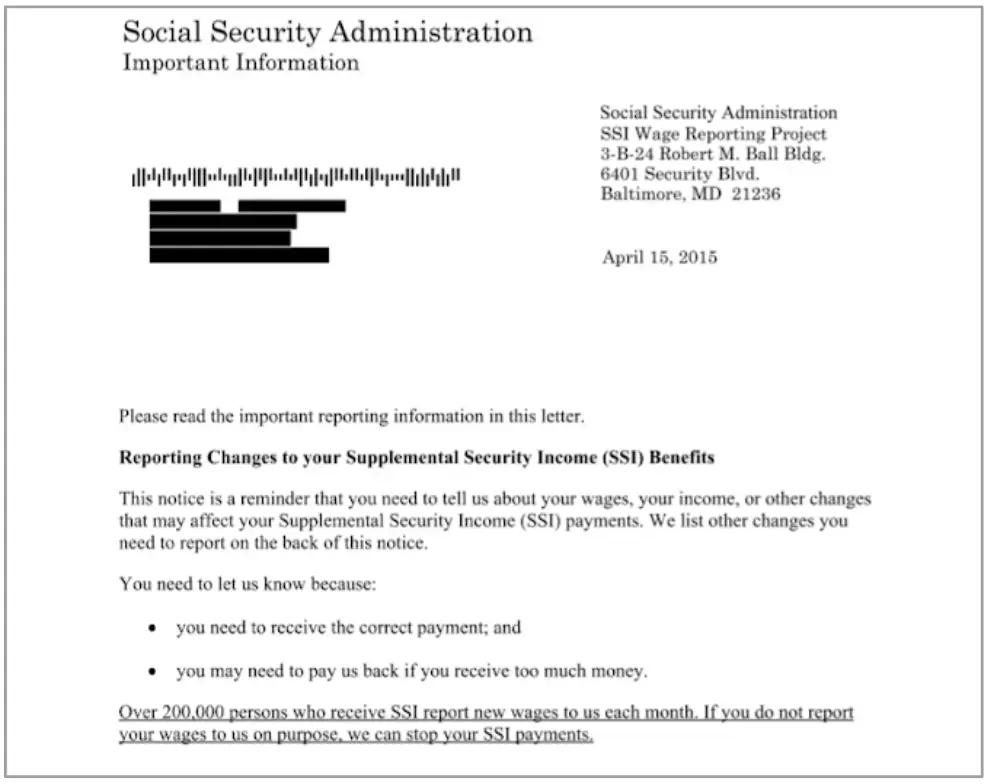 Social Security Administration
Important Information
Social Security Administration
SSI Wage Reporting Project
3-B-24 Robert M. Ball Bldg.
6401 Security Blvd.
Baltimore, MD  21236
April 15, 2015
Please read the important reporting information in this letter.
Reporting Changes to your Supplemental Security Income (SSI) Benefits
This notice is a reminder that you need to tell us about your wages, your income, or other changes
that may affect your Supplemental Security Income (SSI) payments. We list other changes you
need to report on the back of this notice.
You need to let us know because:
• you need to receive the correct payment; and
• you may need to pay us back if you receive too much money.
Over 200,000 persons who receive SSI report new wages to us each month. If you do not report
your wages to us on purpose, we can stop your SSI payments.